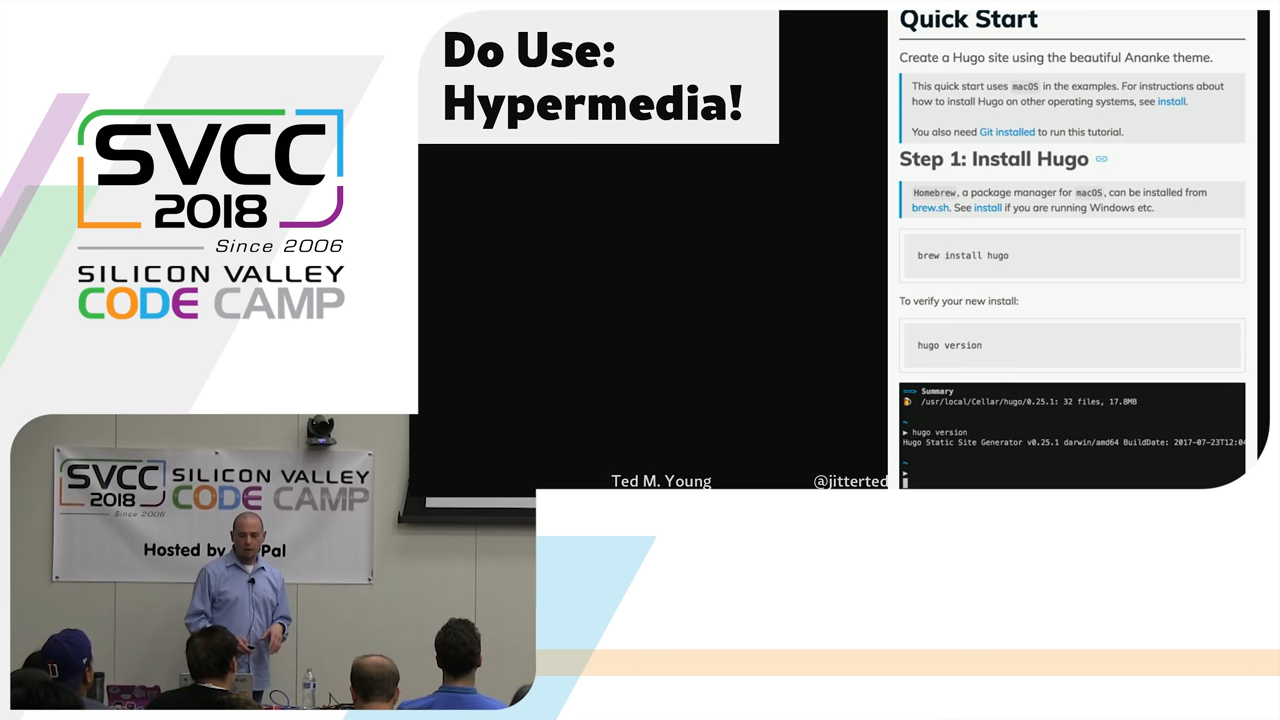 SVCC
2018
Since 2006
SILICON VALLEY
CODE CAMP
Do Use:
Hypermedia!
Ted M. Young
@jitterted
Quick Start
Create a Hugo site using the beautiful Ananke theme.
This quick start uses macOS in the examples. For instructions about
how to install Hugo on other operating systems, see install.
You also need Git installed to run this tutorial.
Step 1: Install Hugo
Homebrew, a package manager for macOS, can be installed from
brew.sh. See install if you are running Windows etc.
brew install hugo
To verify your new install:
hugo version
==> Summary
/usr/local/Cellar/hugo/0.25.1: 32 files, 17.8MB
~
▶ hugo version
Hugo Static Site Generator v0.25.1 darwin/amd64 BuildDate: 2017-07-23T12:04
~
▶
SVCC
2018
Since 2006
SILICON VALLEY
CODE CAMP
Hosted by Pal